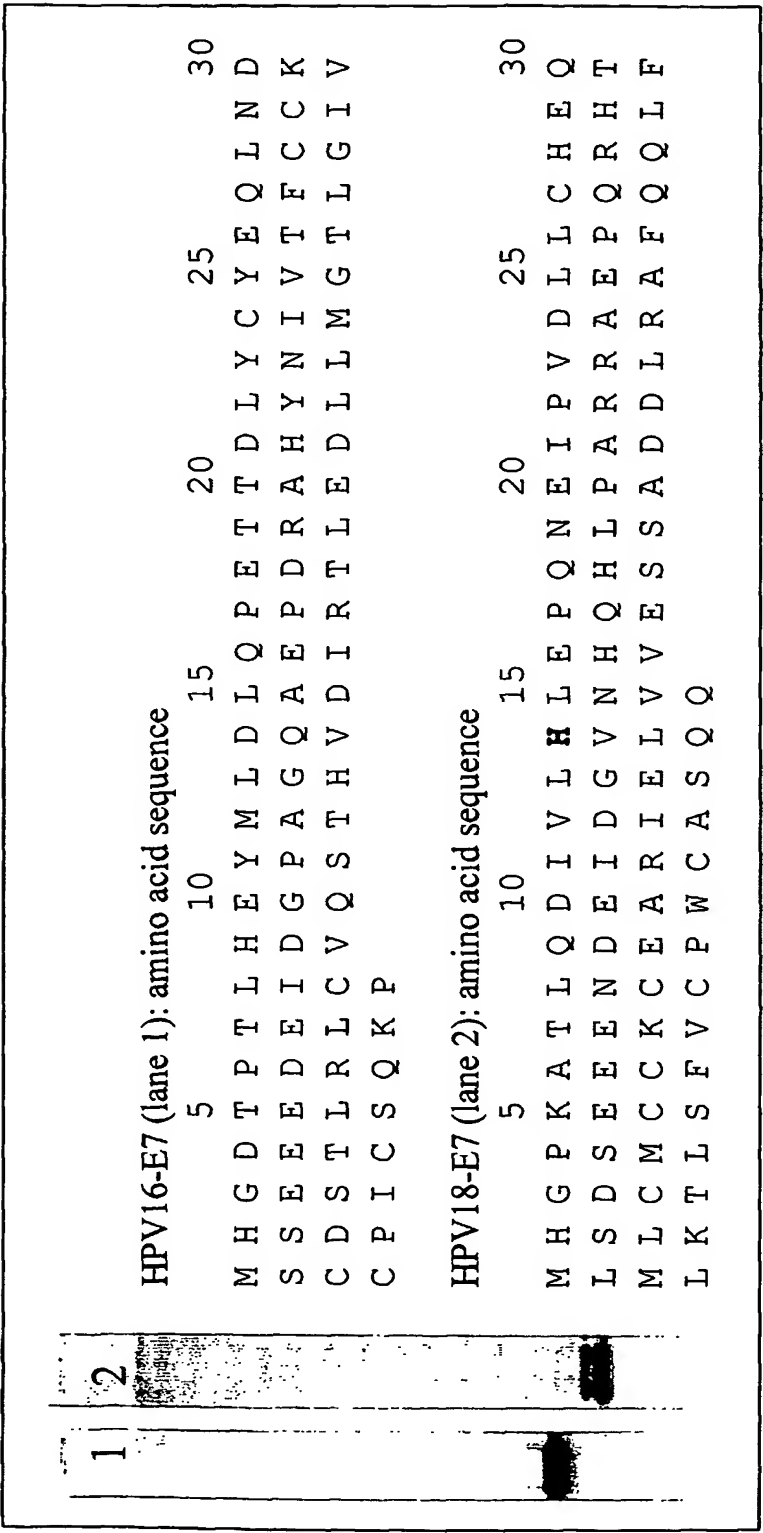 1 2
HPV16-E7 (lane 1): amino acid sequence
5 10 15 20 25 30
M H G D T P T L H E Y M L D L Q P E T T D L Y C Y E Q L N D
S S E E E D E I D G P A G Q A E P D R A H Y N I V T F C C K
C D S T L R L C V Q S T H V D I R T L E D L L M G T L G I V
C P I C S Q K P
HPV18-E7 (lane 2): amino acid sequence
5 10 15 20 25 30
M H G P K A T L Q D I V L H L E P Q N E I P V D L L C H E Q
L S D S E E E N D E I D G V N H Q H L P A R R A E P Q R H T
M L C M C C K C E A R I E L V V E S S A D D L R A F Q Q L F
L K T L S F V C P W C A S Q Q